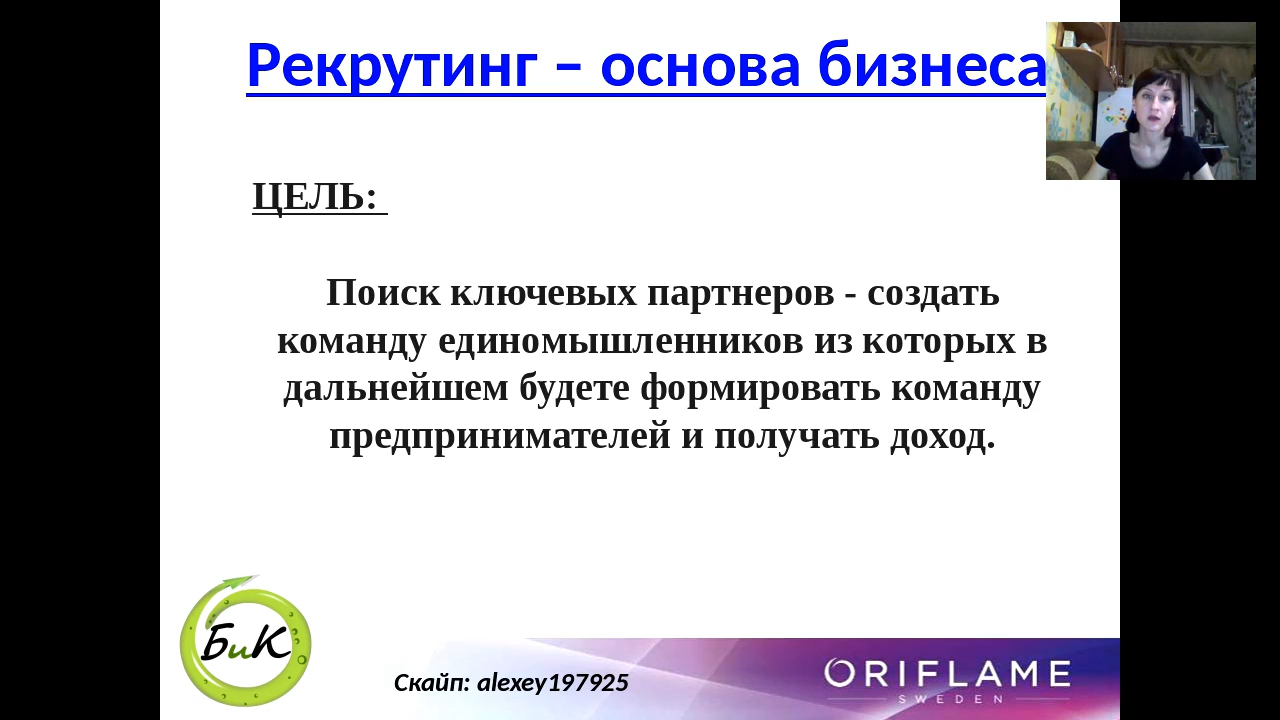 Рекрутинг – основа бизнеса
ЦЕЛЬ:
Поиск ключевых партнеров - создать
команду единомышленников из которых в
дальнейшем будете формировать команду
предпринимателей и получать доход.
БиК
Скайп: alexey197925
ORIFLAME
SWEDEN